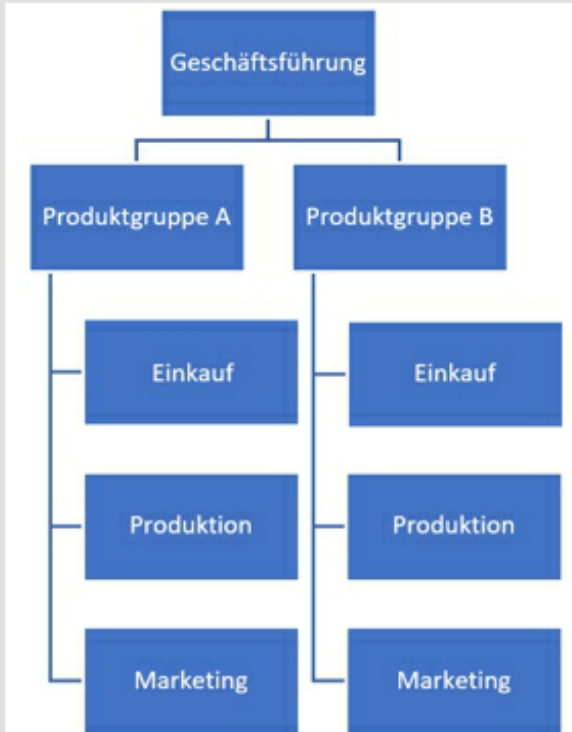 Geschäftsführung
Produktgruppe A
Produktgruppe B
Einkauf
Einkauf
Produktion
Produktion
Marketing
Marketing